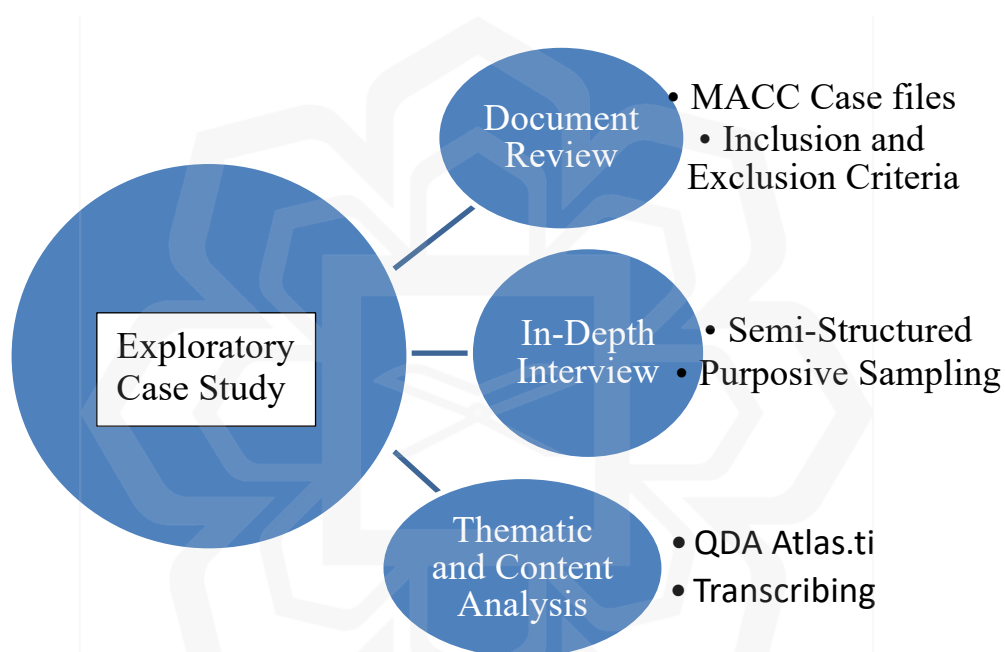 Exploratory
Case Study
Document
Review
• MACC Case files
• Inclusion and
Exclusion Criteria
In-Depth
Interview
• Semi-Structured
• Purposive Sampling
Thematic
and Content
Analysis
• QDA Atlas.ti
• Transcribing